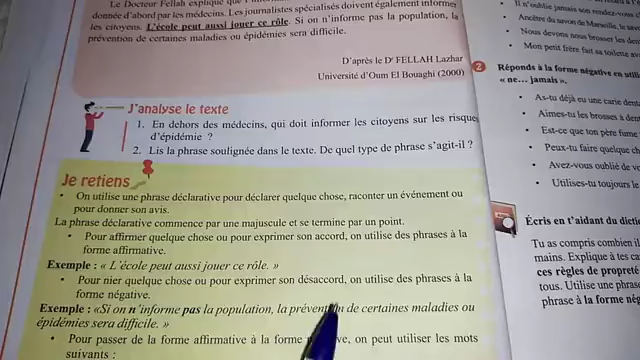 Le Docteur Fellah explique que
donnée d'abord par les médecins. Les journalistes spécialisés doivent également informer
les citoyens. L'école peut aussi jouer ce rôle. Si on n'informe pas la population, la
prévention de certaines maladies ou épidémies sera difficile.
D'après le Dr FELLAH Lazhar
Université d'Oum El Bouaghi (2000)
J'analyse le texte
1. En dehors des médecins, qui doit informer les citoyens sur les risques
d'épidémie ?
2. Lis la phrase soulignée dans le texte. De quel type de phrase s'agit-il ?
Je retiens
• On utilise une phrase déclarative pour déclarer quelque chose, raconter un événement ou
pour donner son avis.
La phrase déclarative commence par une majuscule et se termine par un point.
• Pour affirmer quelque chose ou pour exprimer son accord, on utilise des phrases à la
forme affirmative.
Exemple : « L'école peut aussi jouer ce rôle. »
• Pour nier quelque chose ou pour exprimer son désaccord, on utilise des phrases à la
forme négative.
Exemple : «Si on n'informe pas la population, la prévention de certaines maladies ou
épidémies sera difficile. »
• Pour passer de la forme affirmative à la forme on peut utiliser les mots
suivants :
• Il n'oublie jamais son rendez-vous
• Ancêtre du savon de Marseille, le
• Nous devons nous brosser les
• Mon petit frère fait sa toilette
2 Réponds à la forme négative en
« ne... jamais ».
• As-tu déjà eu une carie
• Aimes-tu les brosses à
• Est-ce que ton père fume
• Peux-tu faire quelque
• Avez-vous oublié de
• Utilises-tu toujours le
Écris en t'aidant du
Tu as compris combien il
mains. Explique à tes
ces règles de propreté
tous. Utilise une
phrase à la forme